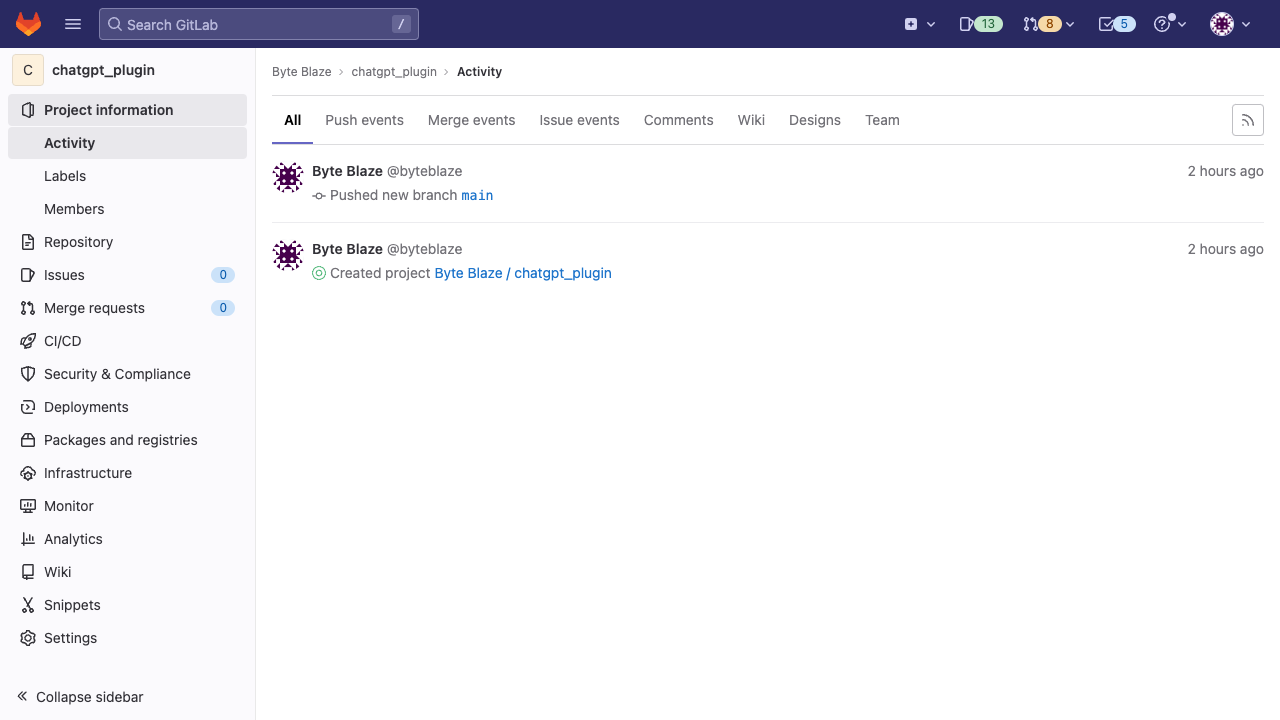 Search GitLab /
13
8
5
C chatgpt_plugin
Project information
Activity
Labels
Members
Repository
Issues 0
Merge requests 0
CI/CD
Security & Compliance
Deployments
Packages and registries
Infrastructure
Monitor
Analytics
Wiki
Snippets
Settings
Collapse sidebar
Byte Blaze chatgpt_plugin Activity
All Push events Merge events Issue events Comments Wiki Designs Team
Byte Blaze @byteblaze 2 hours ago
Pushed new branch main
Byte Blaze @byteblaze 2 hours ago
Created project Byte Blaze / chatgpt_plugin